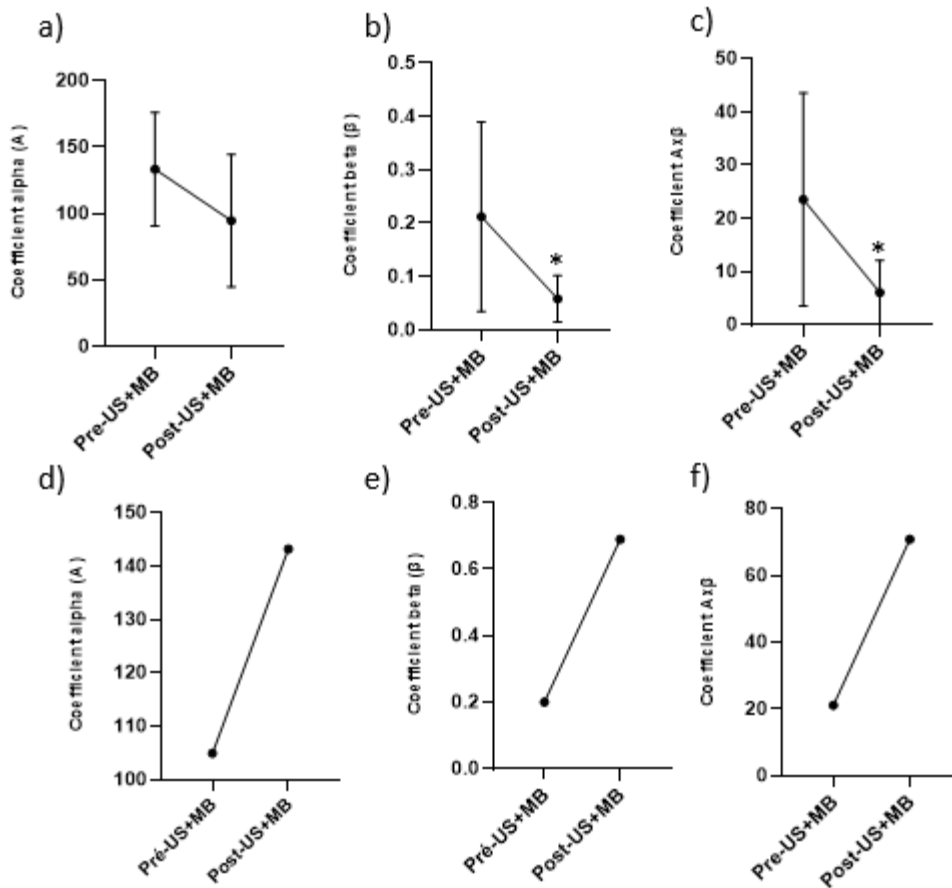 a)
Coefficient alpha (A)
200
150
100
50
0
Pre-US+MB
Post-US+MB
b)
Coefficient beta (β)
0.5
0.4
0.3
0.2
0.1
0.0
*
Pre-US+MB
Post-US+MB
c)
Coefficient Axβ
50
40
30
20
10
0
*
Pre-US+MB
Post-US+MB
d)
Coefficient alpha (A)
150
140
130
120
110
100
Pré-US+MB
Post-US+MB
e)
Coefficient beta (β)
0.8
0.6
0.4
0.2
0.0
Pré-US+MB
Post-US+MB
f)
Coefficient Axβ
80
60
40
20
0
Pre-US+MB
Post-US+MB